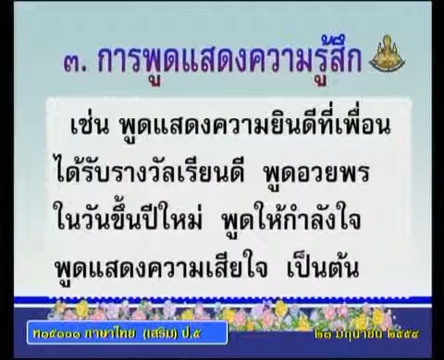 ๓. การพูดแสดงความรู้สึก
เช่น พูดแสดงความยินดีที่เพื่อน
ได้รับรางวัลเรียนดี พูดอวยพร
ในวันขึ้นปีใหม่ พูดให้กำลังใจ
พูดแสดงความเสียใจ เป็นต้น
ท๑๕๑๐๑ ภาษาไทย (เสริม) ป.๕
๒๑ มิถุนายน ๒๕๕๔